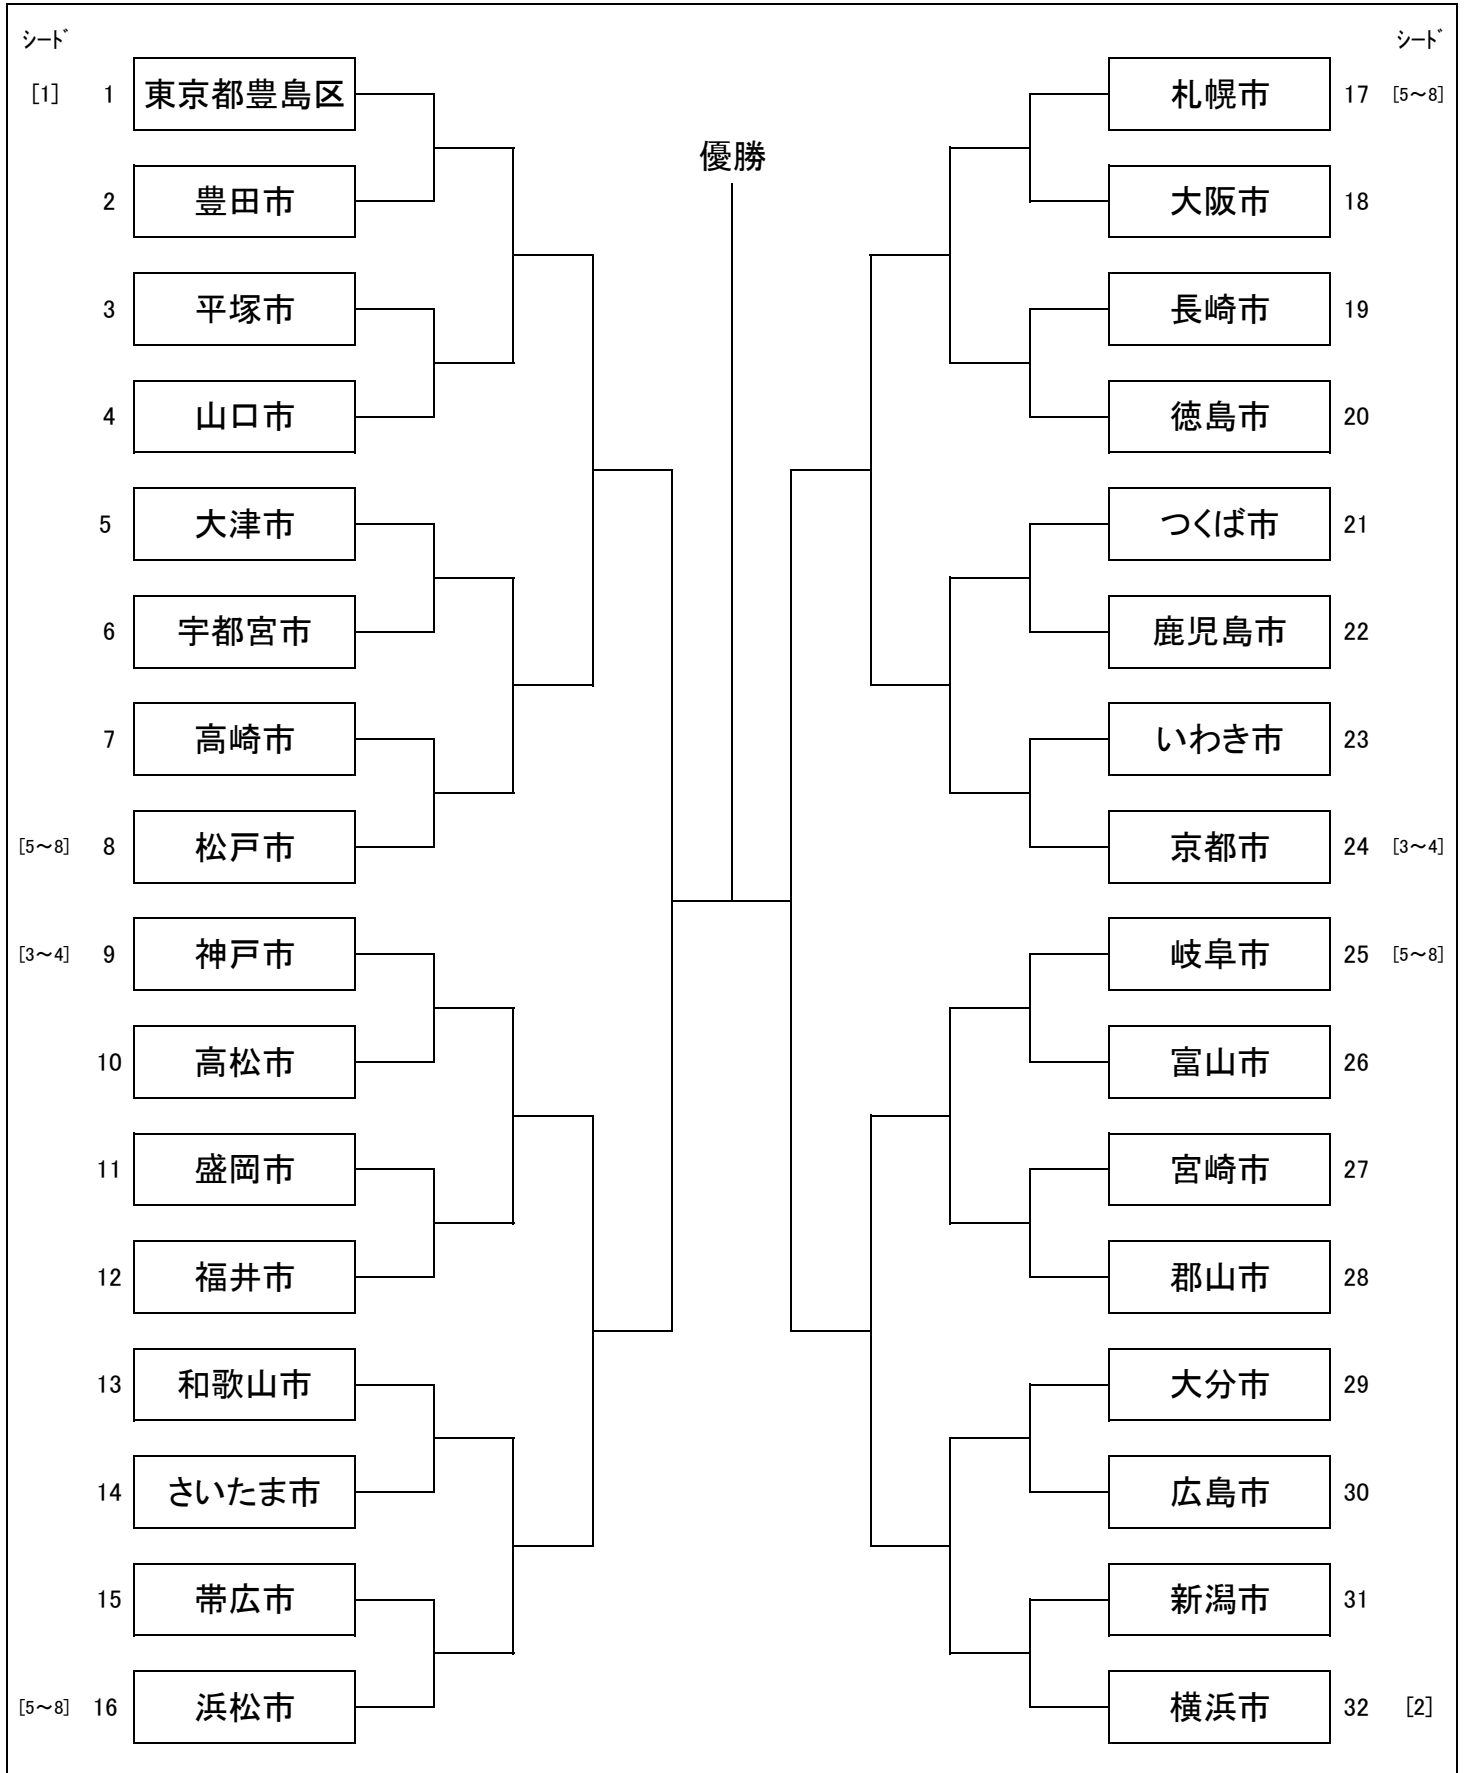 シード シード
[1] 1 東京都豊島区 札幌市 17 [5～8]
優勝
2 豊田市 大阪市 18
3 平塚市 長崎市 19
4 山口市 徳島市 20
5 大津市 つくば市 21
6 宇都宮市 鹿児島市 22
7 高崎市 いわき市 23
[5～8] 8 松戸市 京都市 24 [3～4]
[3～4] 9 神戸市 岐阜市 25 [5～8]
10 高松市 富山市 26
11 盛岡市 宮崎市 27
12 福井市 郡山市 28
13 和歌山市 大分市 29
14 さいたま市 広島市 30
15 帯広市 新潟市 31
[5～8] 16 浜松市 横浜市 32 [2]